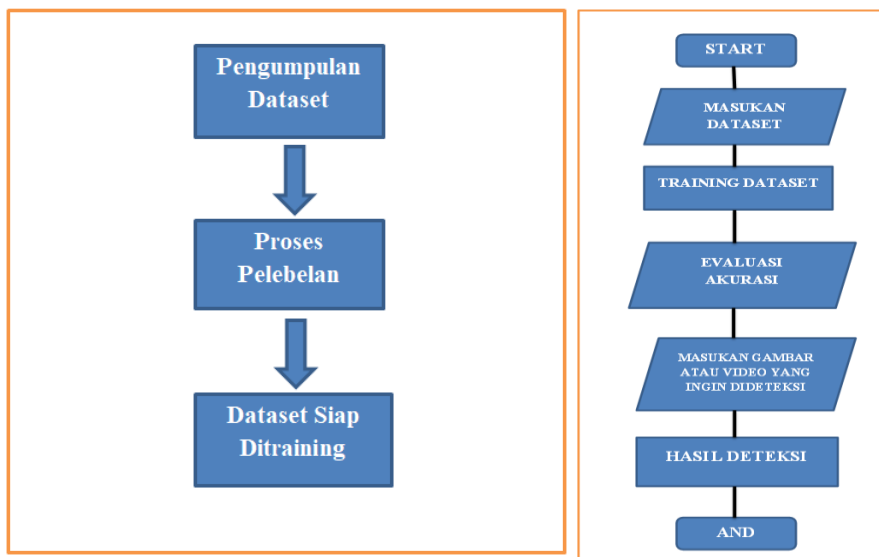 Pengumpulan
Dataset
Proses
Pelebelan
Dataset Siap
Ditraining
START
MASUKAN
DATASET
TRAINING DATASET
EVALUASI
AKURASI
MASUKAN GAMBAR
ATAU VIDEO YANG
INGIN DIDETEKSI
HASIL DETEKSI
AND